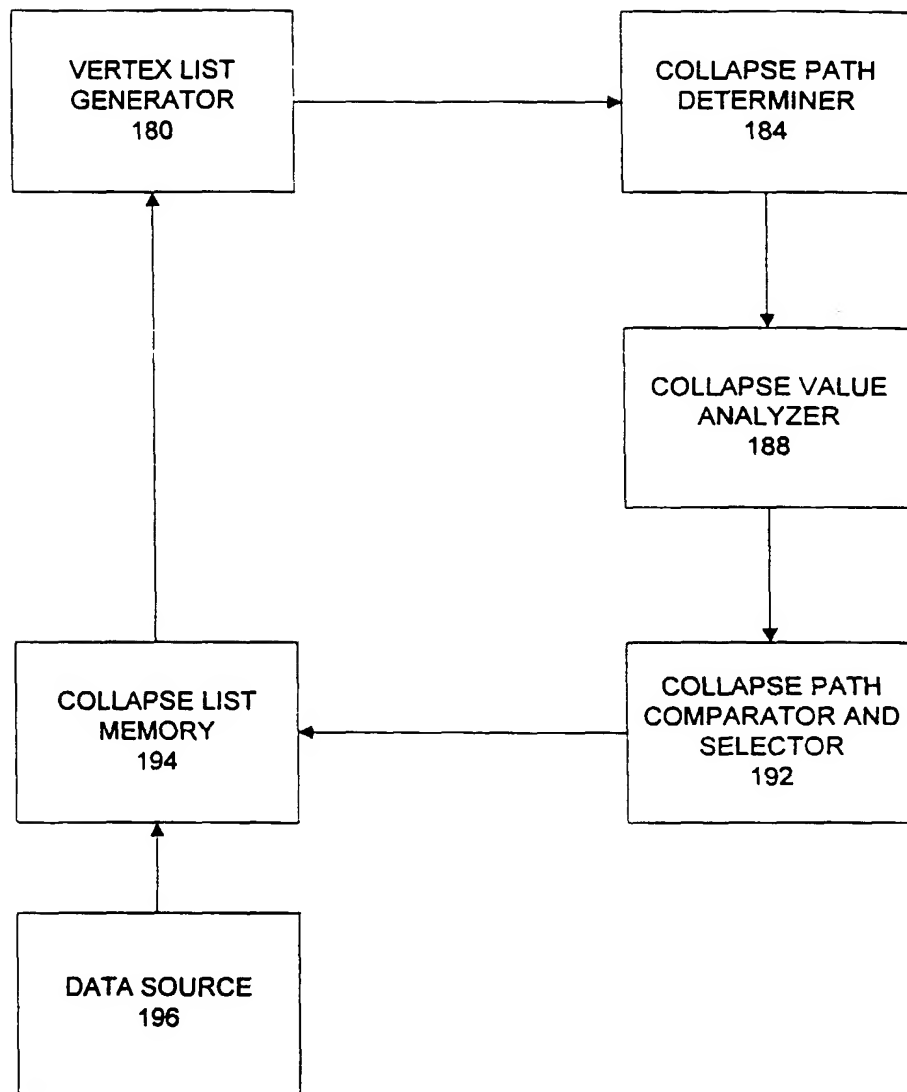 VERTEX LIST
GENERATOR
180
COLLAPSE PATH
DETERMINER
184
COLLAPSE VALUE
ANALYZER
188
COLLAPSE LIST
MEMORY
194
COLLAPSE PATH
COMPARATOR AND
SELECTOR
192
DATA SOURCE
196